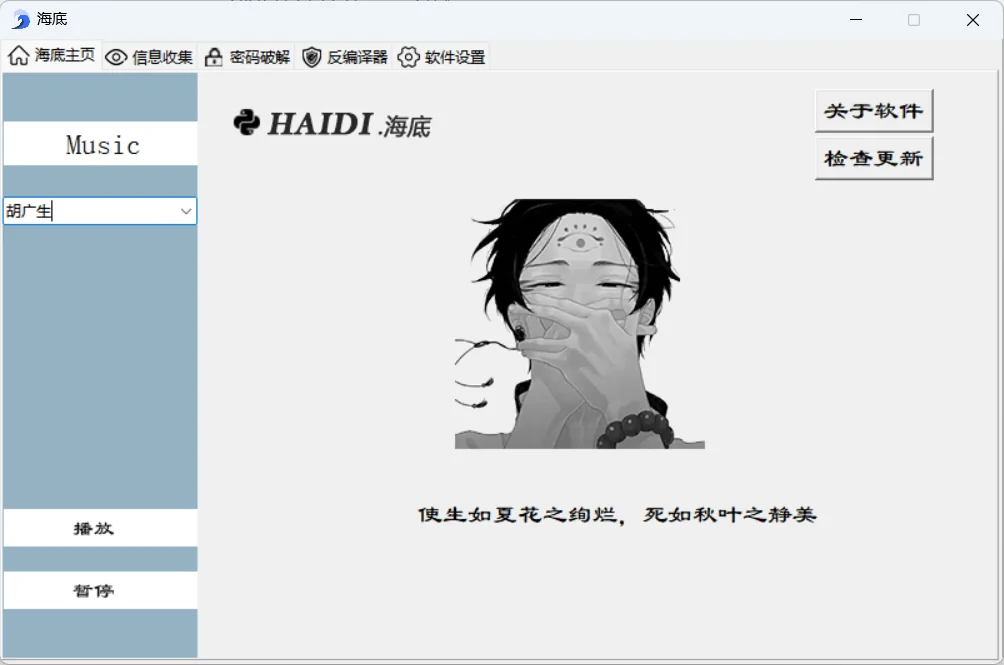 海底
海底主页 信息收集 密码破解 反编译器 软件设置
Music
胡广生
播放
暂停
HAIDI.海底
关于软件
检查更新
使生如夏花之绚烂，死如秋叶之静美